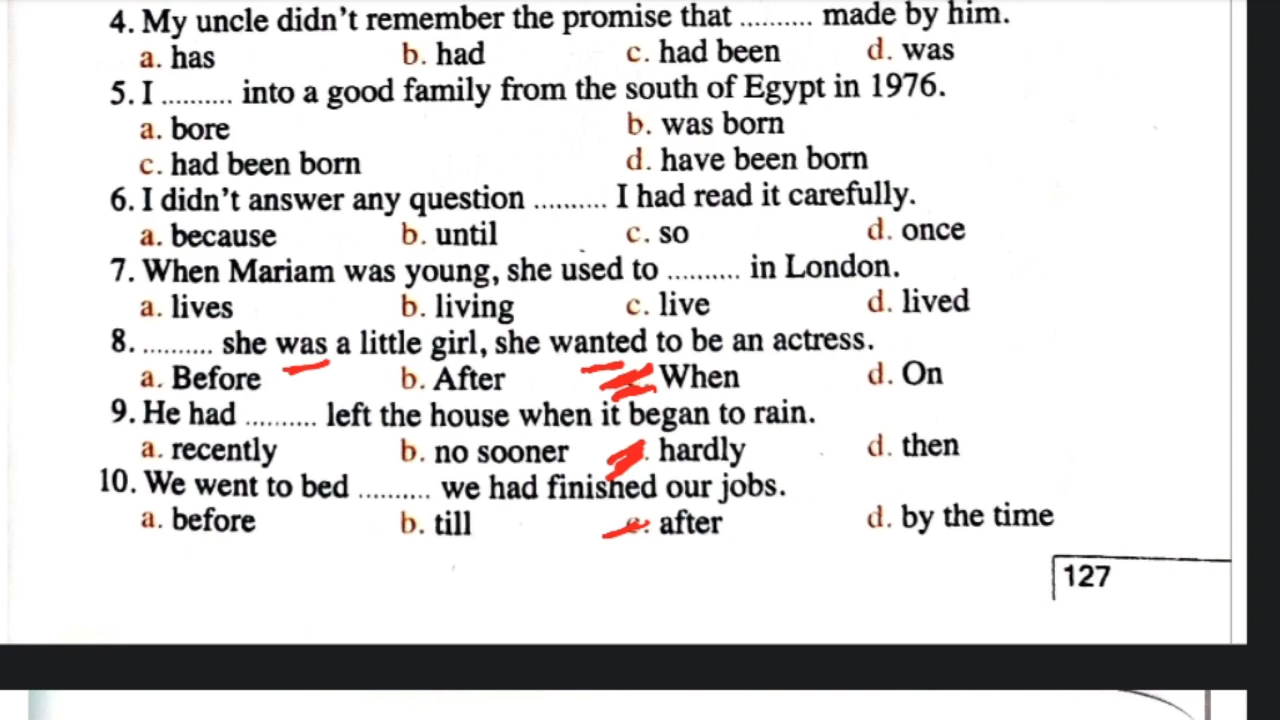 4. My uncle didn't remember the promise that .......... made by him.
a. has b. had c. had been d. was
5. I .......... into a good family from the south of Egypt in 1976.
a. bore b. was born
c. had been born d. have been born
6. I didn't answer any question .......... I had read it carefully.
a. because b. until c. so d. once
7. When Mariam was young, she used to .......... in London.
a. lives b. living c. live d. lived
8. .......... she was a little girl, she wanted to be an actress.
a. Before b. After When d. On
9. He had .......... left the house when it began to rain.
a. recently b. no sooner . hardly d. then
10. We went to bed .......... we had finished our jobs.
a. before b. till c. after d. by the time
127